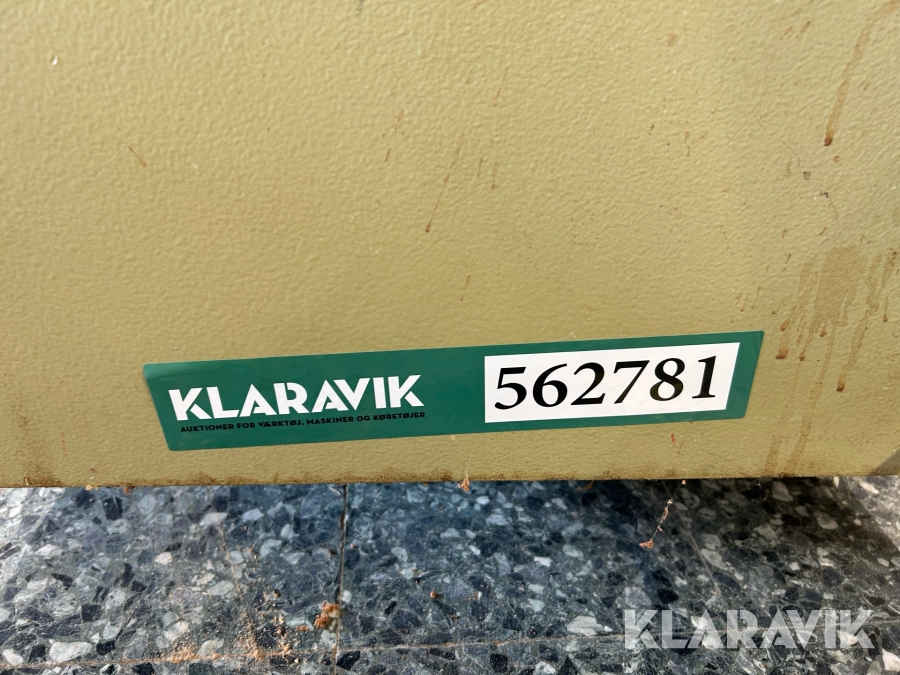 KLARAVIK
AUKTIONER FOR VÆRKTØJ, MASKINER OG KØRETØJER
562781
KLARAVIK